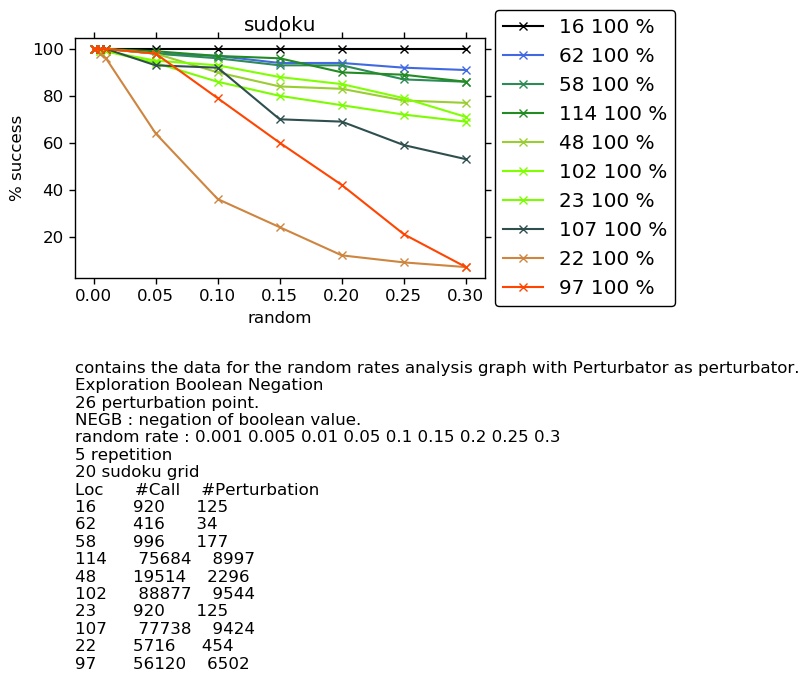 sudoku
100
80
60
40
20
% success
0.00 0.05 0.10 0.15 0.20 0.25 0.30
random
16 100 %
62 100 %
58 100 %
114 100 %
48 100 %
102 100 %
23 100 %
107 100 %
22 100 %
97 100 %
contains the data for the random rates analysis graph with Perturbator as perturbator.
Exploration Boolean Negation
26 perturbation point.
NEGB : negation of boolean value.
random rate : 0.001 0.005 0.01 0.05 0.1 0.15 0.2 0.25 0.3
5 repetition
20 sudoku grid
Loc #Call #Perturbation
16 920 125
62 416 34
58 996 177
114 75684 8997
48 19514 2296
102 88877 9544
23 920 125
107 77738 9424
22 5716 454
97 56120 6502